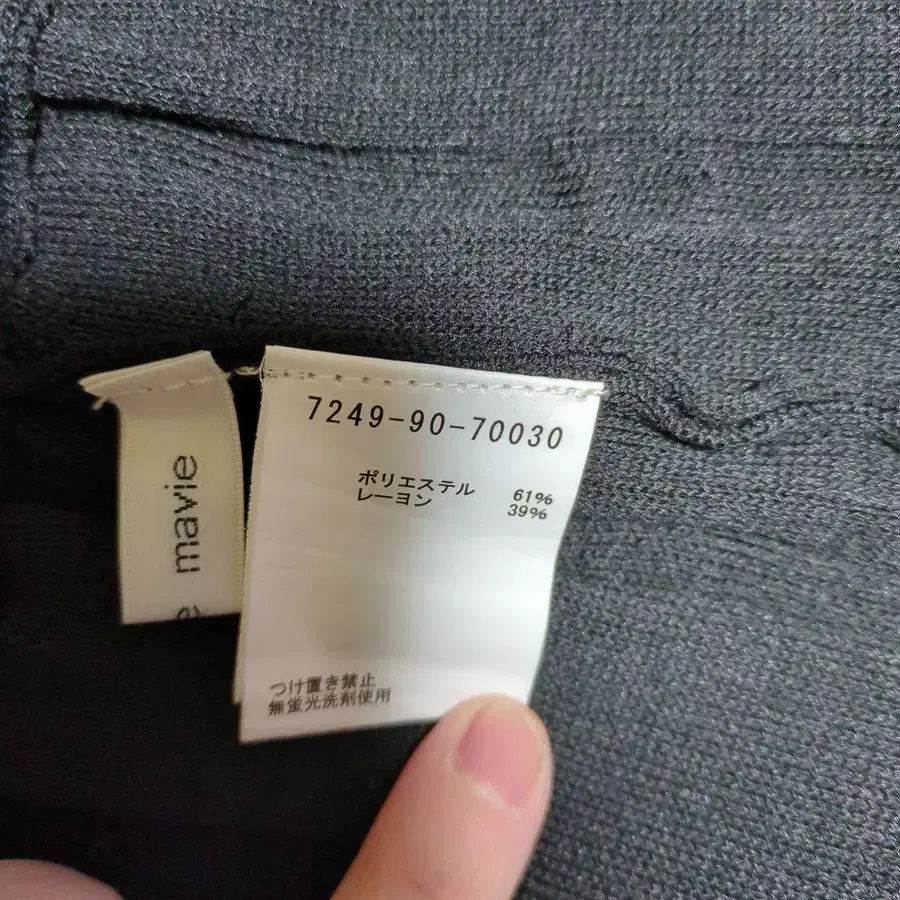 mavie
7249-90-70030
ポリエステル 61%
レーヨン 39%
つけ置き禁止
無蛍光洗剤使用